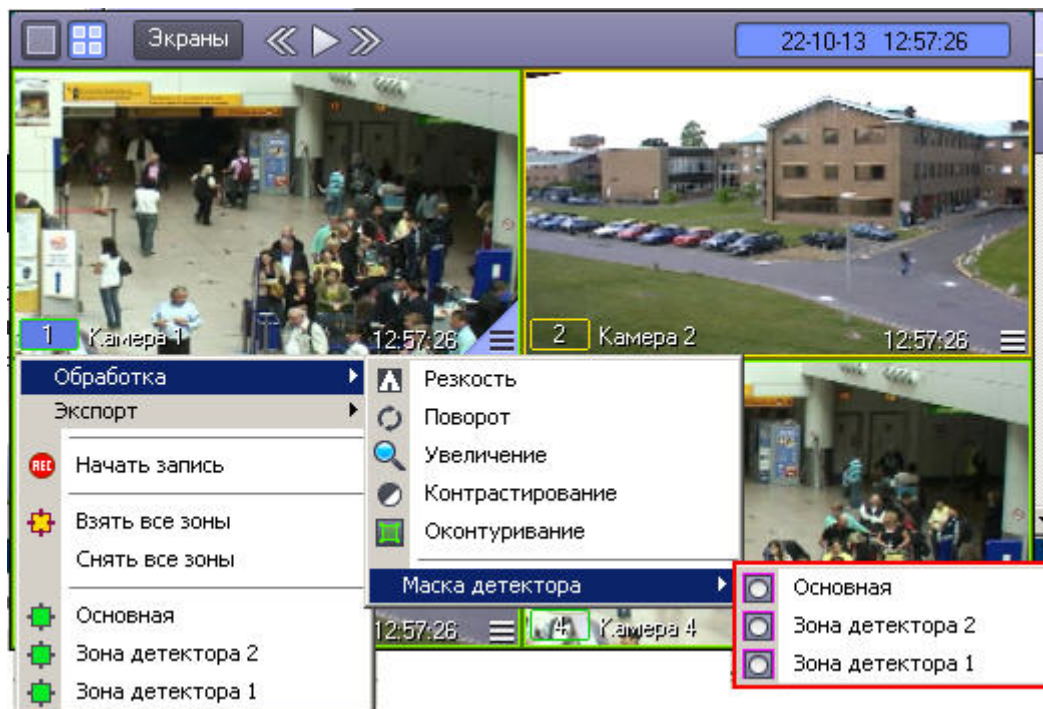 Экраны
22-10-13 12:57:26
1 Камера 1 12:57:26
2 Камера 2 12:57:26
Обработка
Экспорт
REC Начать запись
Взять все зоны
Снять все зоны
Основная
Зона детектора 2
Зона детектора 1
Резкость
Поворот
Увеличение
Контрастирование
Оконтуривание
Маска детектора
Основная
Зона детектора 2
Зона детектора 1
12:57:26
4 Камера 4